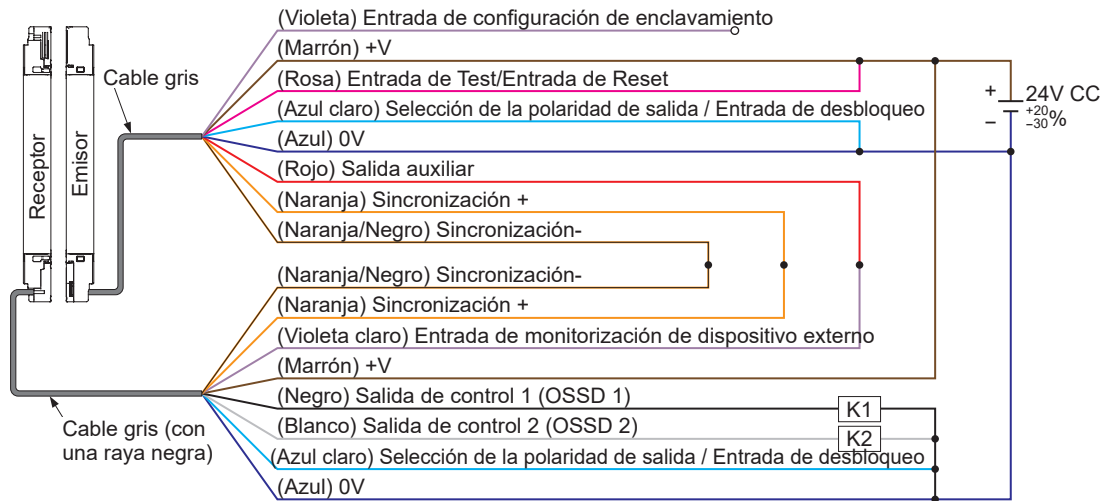 (Violeta) Entrada de configuración de enclavamiento
(Marrón) +V
Cable gris
(Rosa) Entrada de Test/Entrada de Reset
(Azul claro) Selección de la polaridad de salida / Entrada de desbloqueo
+ 24V CC
+20
−30%
−
(Azul) 0V
Receptor
Emisor
(Rojo) Salida auxiliar
(Naranja) Sincronización +
(Naranja/Negro) Sincronización-
(Naranja/Negro) Sincronización-
(Naranja) Sincronización +
(Violeta claro) Entrada de monitorización de dispositivo externo
(Marrón) +V
(Negro) Salida de control 1 (OSSD 1)
K1
Cable gris (con
una raya negra)
(Blanco) Salida de control 2 (OSSD 2)
K2
(Azul claro) Selección de la polaridad de salida / Entrada de desbloqueo
(Azul) 0V